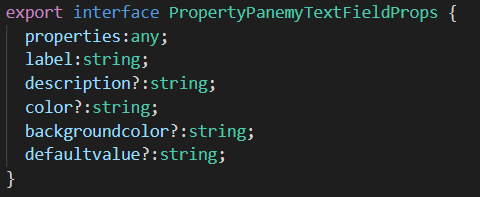 export interface PropertyPanemyTextFieldProps {
properties:any;
label:string;
description?:string;
color?:string;
backgroundcolor?:string;
defaultvalue?:string;
}